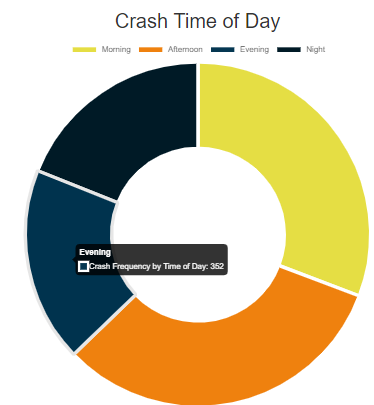 Crash Time of Day
Morning Afternoon Evening Night
Evening
Crash Frequency by Time of Day: 352